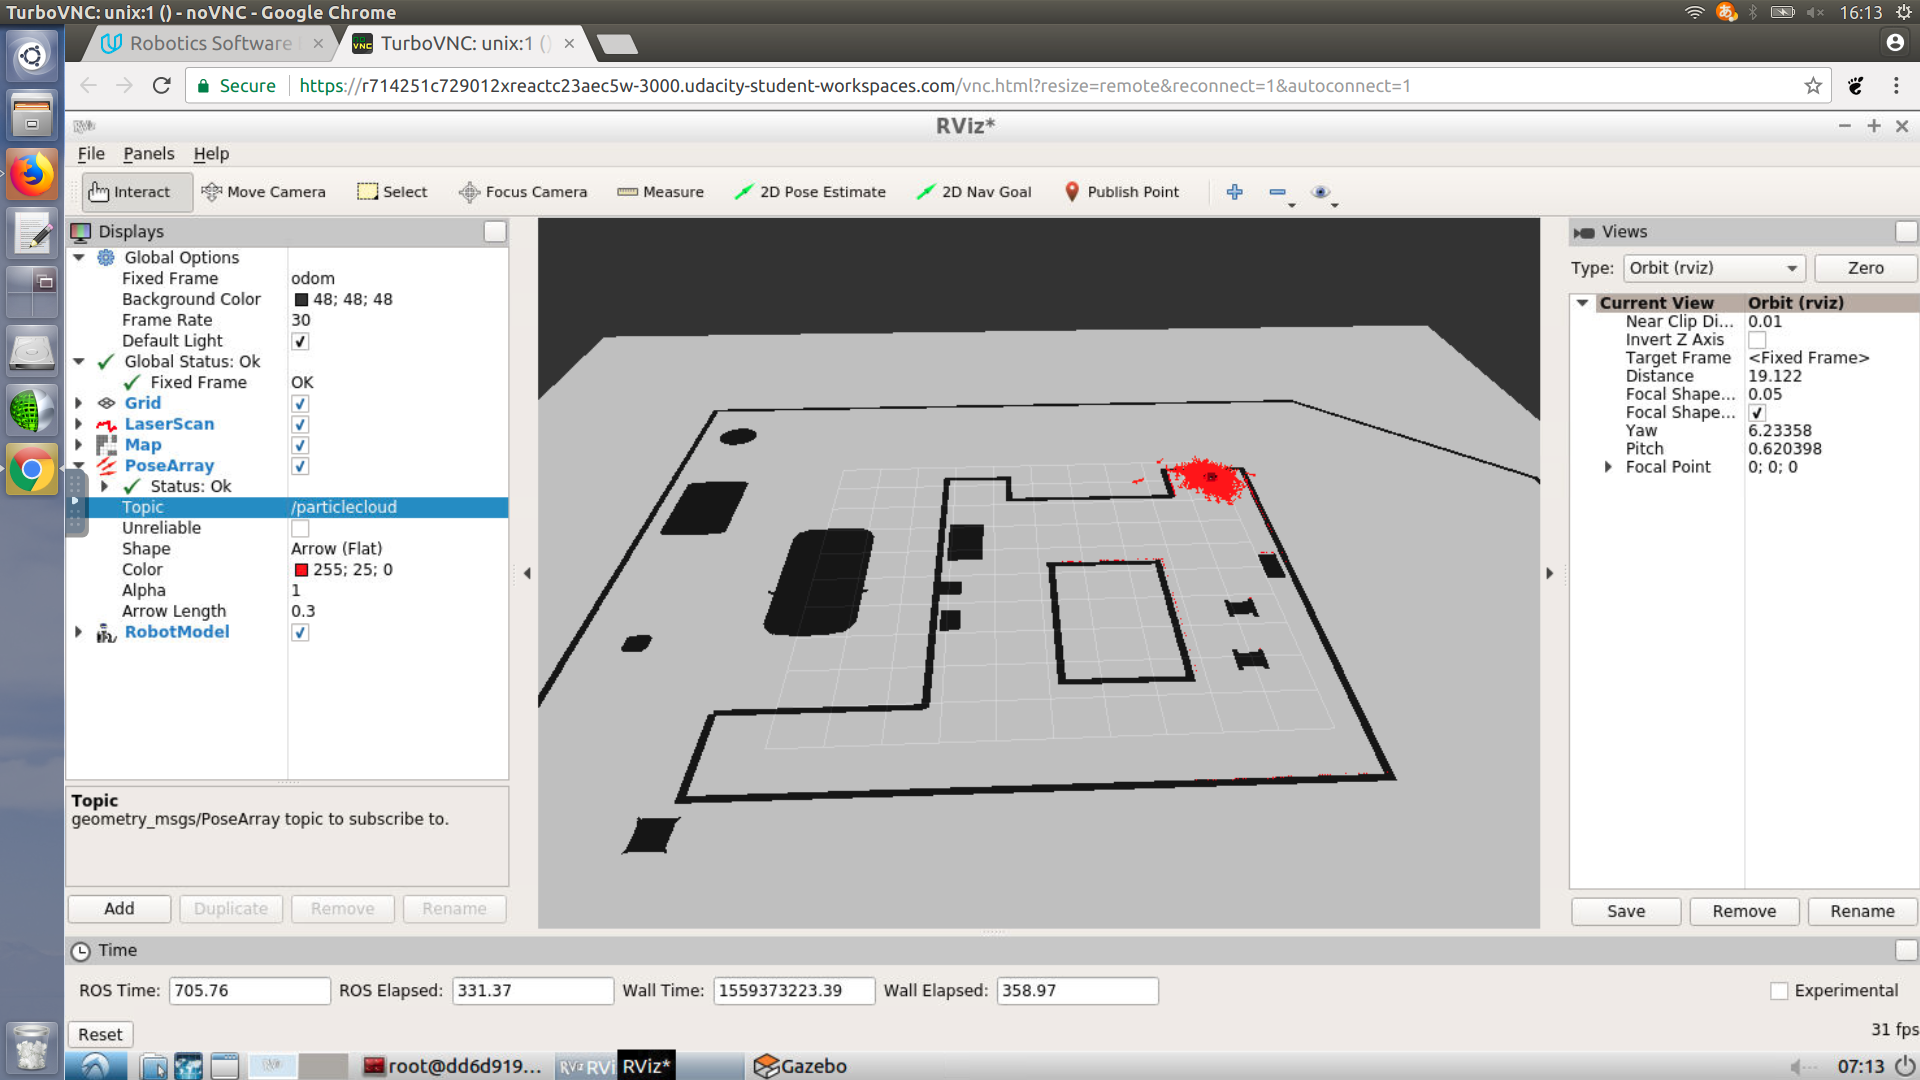 TurboVNC: unix:1 () - noVNC - Google Chrome
16:13
Robotics Software
TurboVNC: unix:1 ()
Secure
https://r714251c729012xreactc23aec5w-3000.udacity-student-workspaces.com/vnc.html?resize=remote&reconnect=1&autoconnect=1
RViz*
File Panels Help
Interact Move Camera Select Focus Camera Measure 2D Pose Estimate 2D Nav Goal Publish Point
Displays
Global Options
Fixed Frame odom
Background Color 48; 48; 48
Frame Rate 30
Default Light
Global Status: Ok
Fixed Frame OK
Grid
LaserScan
Map
PoseArray
Status: Ok
Topic /particlecloud
Unreliable
Shape Arrow (Flat)
Color 255; 25; 0
Alpha 1
Arrow Length 0.3
RobotModel
Topic
geometry_msgs/PoseArray topic to subscribe to.
Add Duplicate Remove Rename
Views
Type: Orbit (rviz) Zero
Current View Orbit (rviz)
Near Clip Di... 0.01
Invert Z Axis
Target Frame <Fixed Frame>
Distance 19.122
Focal Shape... 0.05
Focal Shape...
Yaw 6.23358
Pitch 0.620398
Focal Point 0; 0; 0
Save Remove Rename
Time
ROS Time: 705.76 ROS Elapsed: 331.37 Wall Time: 1559373223.39 Wall Elapsed: 358.97 Experimental
Reset 31 fps
root@dd6d919... RVi RViz* Gazebo 07:13